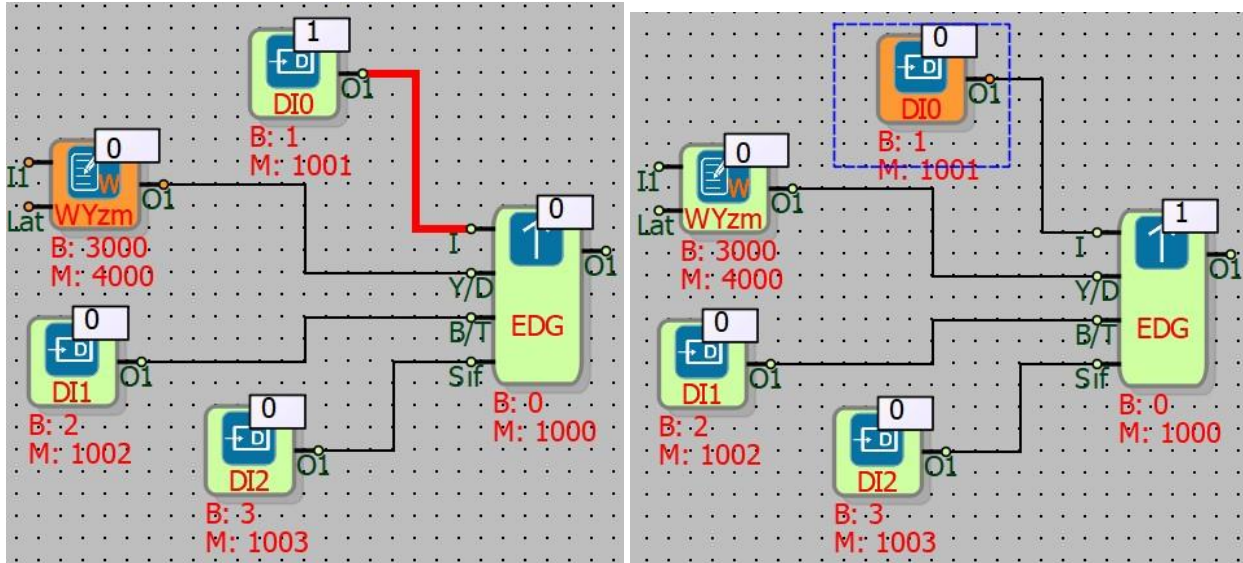 1
D
DI0
O1
B: 1
M: 1001
0
W
I1
Lat
WYzm
O1
B: 3000
M: 4000
0
I
Y/D
B/T
Sif
EDG
O1
B: 0
M: 1000
0
D
DI1
O1
B: 2
M: 1002
0
D
DI2
O1
B: 3
M: 1003
0
D
DI0
O1
B: 1
M: 1001
0
W
I1
Lat
WYzm
O1
B: 3000
M: 4000
1
I
Y/D
B/T
Sif
EDG
O1
B: 0
M: 1000
0
D
DI1
O1
B: 2
M: 1002
0
D
DI2
O1
B: 3
M: 1003